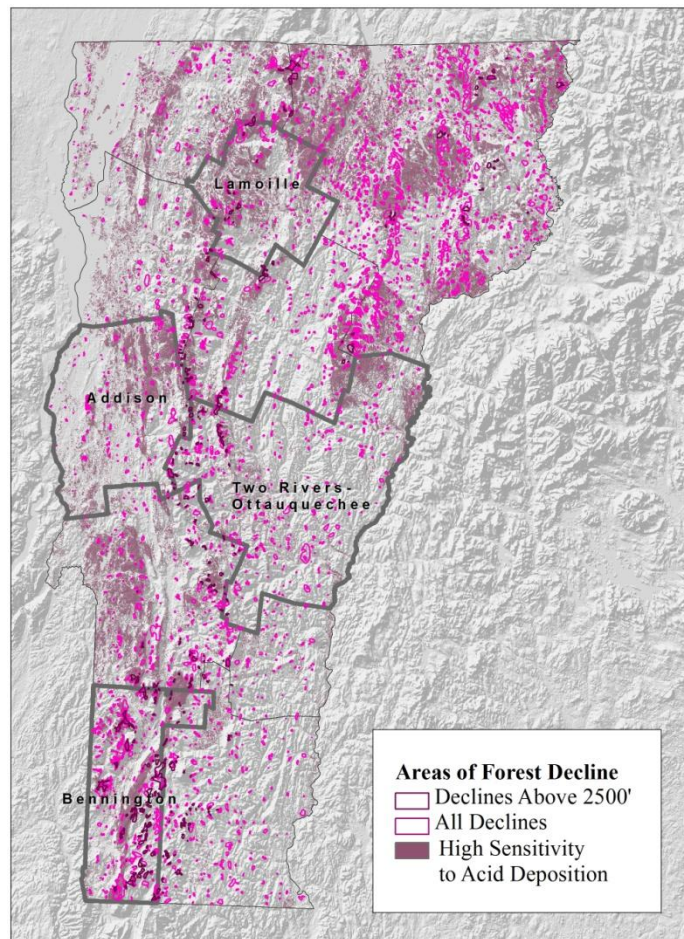 Lamoille
Addison
Two Rivers-
Ottauquechee
Bennington
Areas of Forest Decline
Declines Above 2500'
All Declines
High Sensitivity
to Acid Deposition